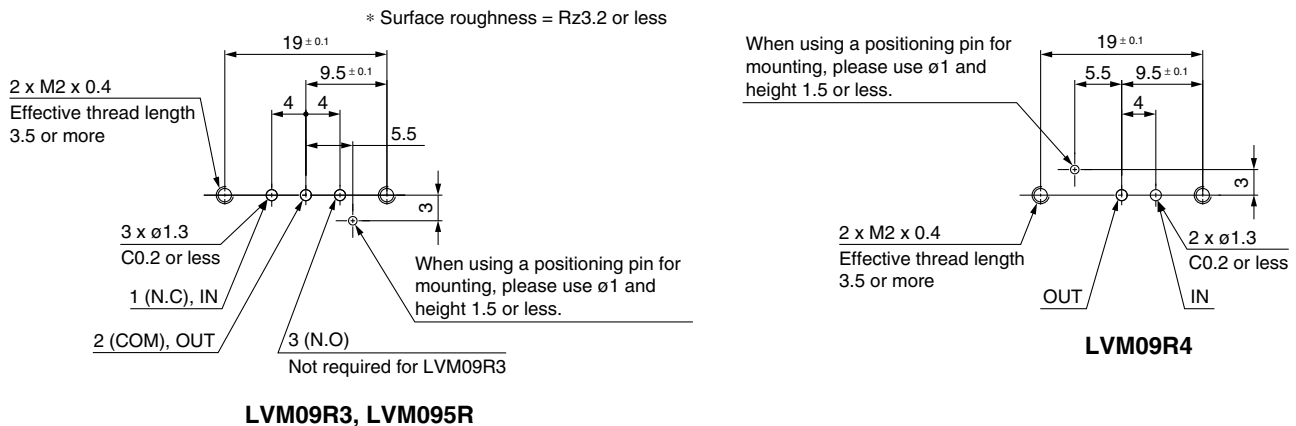 * Surface roughness = Rz3.2 or less
19 ± 0.1
9.5 ± 0.1
2 x M2 x 0.4
Effective thread length
3.5 or more
4
4
5.5
3
3 x ø1.3
C0.2 or less
1 (N.C), IN
2 (COM), OUT
3 (N.O)
Not required for LVM09R3
When using a positioning pin for
mounting, please use ø1 and
height 1.5 or less.
LVM09R3, LVM095R
When using a positioning pin for
mounting, please use ø1 and
height 1.5 or less.
19 ± 0.1
5.5
9.5 ± 0.1
4
3
2 x M2 x 0.4
Effective thread length
3.5 or more
2 x ø1.3
C0.2 or less
OUT
IN
LVM09R4